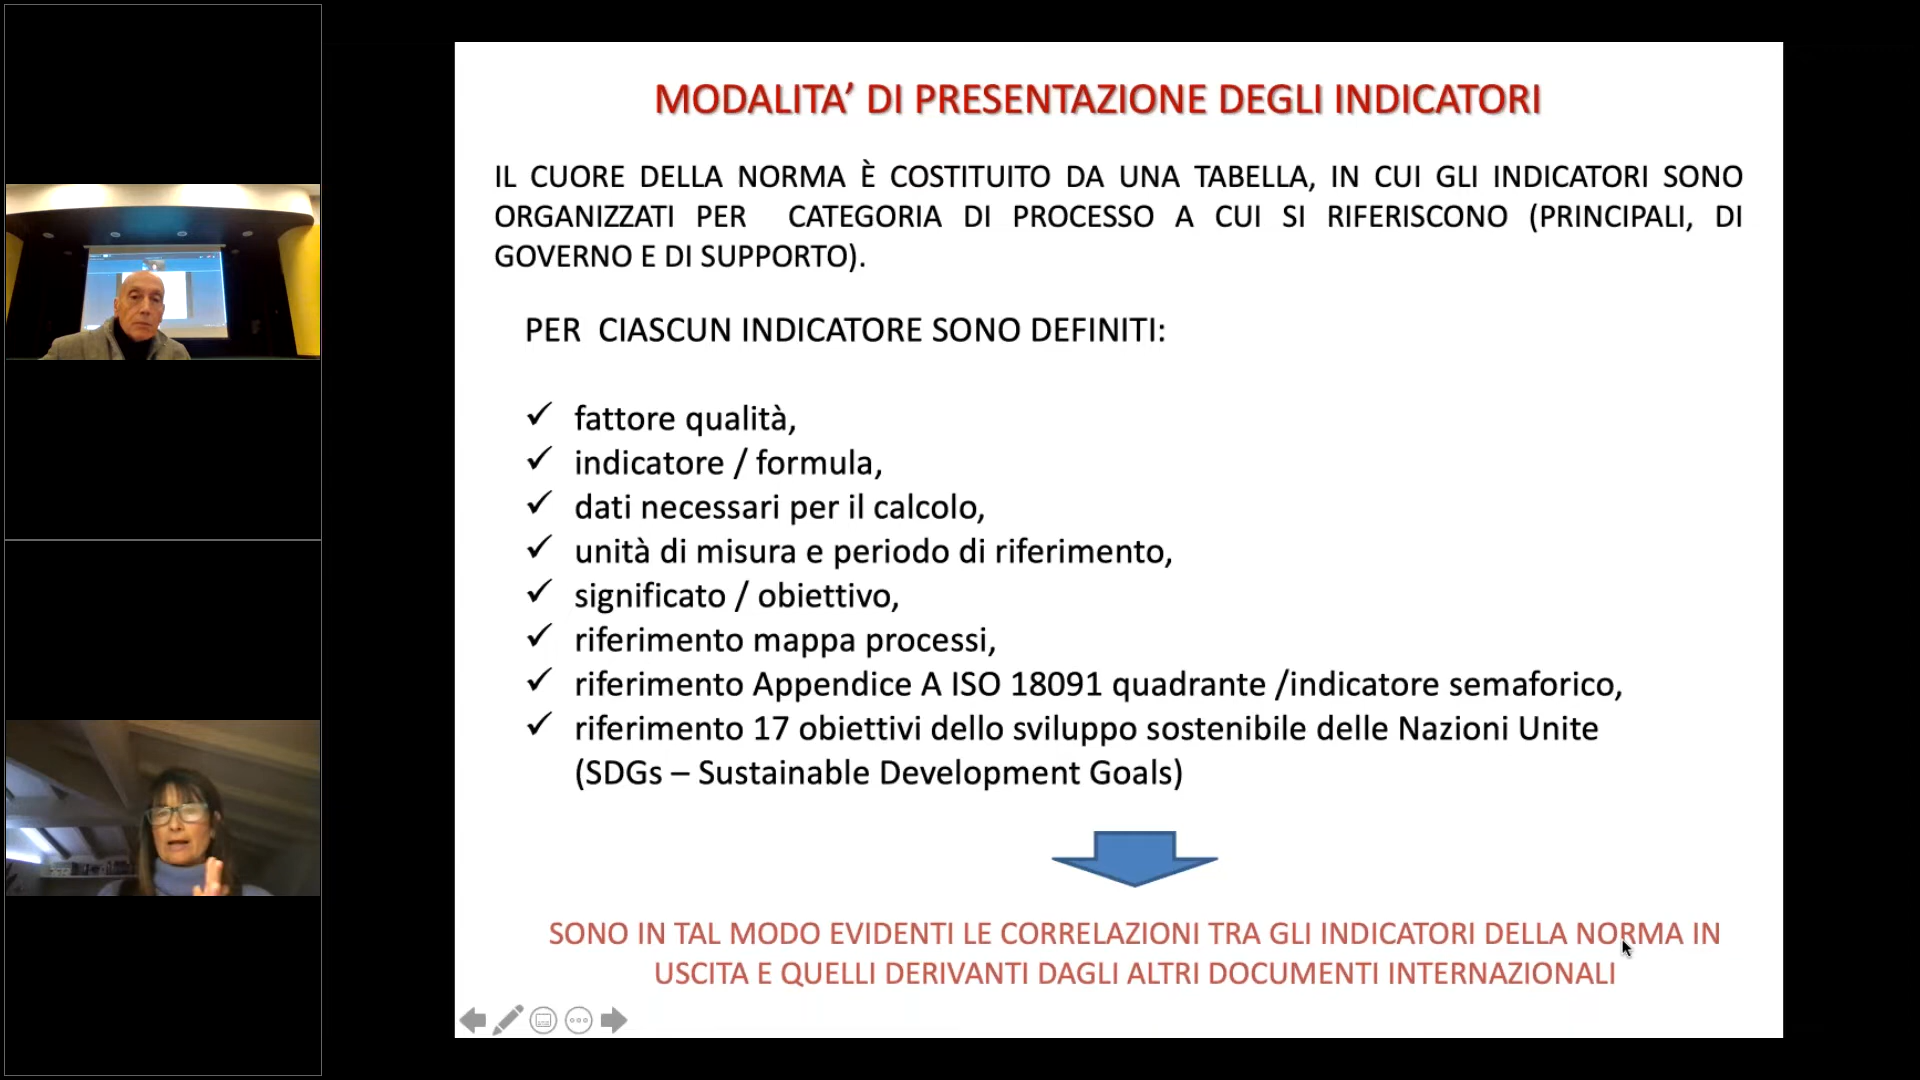 MODALITA’ DI PRESENTAZIONE DEGLI INDICATORI
IL CUORE DELLA NORMA È COSTITUITO DA UNA TABELLA, IN CUI GLI INDICATORI SONO
ORGANIZZATI PER CATEGORIA DI PROCESSO A CUI SI RIFERISCONO (PRINCIPALI, DI
GOVERNO E DI SUPPORTO).
PER CIASCUN INDICATORE SONO DEFINITI:
✓ fattore qualità,
✓ indicatore / formula,
✓ dati necessari per il calcolo,
✓ unità di misura e periodo di riferimento,
✓ significato / obiettivo,
✓ riferimento mappa processi,
✓ riferimento Appendice A ISO 18091 quadrante /indicatore semaforico,
✓ riferimento 17 obiettivi dello sviluppo sostenibile delle Nazioni Unite
(SDGs – Sustainable Development Goals)
SONO IN TAL MODO EVIDENTI LE CORRELAZIONI TRA GLI INDICATORI DELLA NORMA IN
USCITA E QUELLI DERIVANTI DAGLI ALTRI DOCUMENTI INTERNAZIONALI